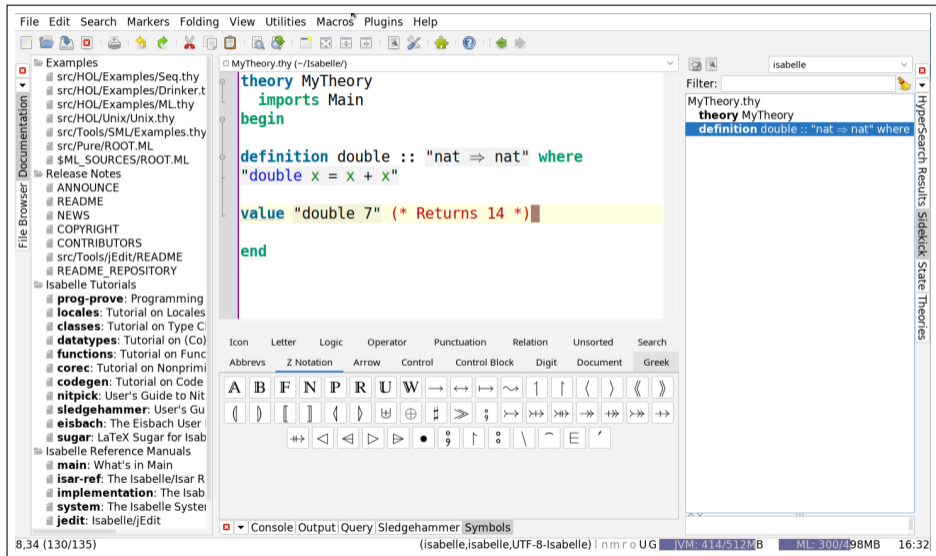 File Edit Search Markers Folding View Utilities Macros Plugins Help
Examples
src/HOL/Examples/Seq.thy
src/HOL/Examples/Drinker.t
src/HOL/Examples/ML.thy
src/HOL/Unix/Unix.thy
src/Tools/SML/Examples.thy
src/Pure/ROOT.ML
$ML_SOURCES/ROOT.ML
Release Notes
ANNOUNCE
README
NEWS
COPYRIGHT
CONTRIBUTORS
src/Tools/jEdit/README
README_REPOSITORY
Isabelle Tutorials
prog-prove: Programming
locales: Tutorial on Locales
classes: Tutorial on Type Cl
datatypes: Tutorial on (Co)
functions: Tutorial on Func
corec: Tutorial on Nonprimi
codegen: Tutorial on Code
nitpick: User's Guide to Nit
sledgehammer: User's Gu
eisbach: The Eisbach User
sugar: LaTeX Sugar for Isab
Isabelle Reference Manuals
main: What's in Main
isar-ref: The Isabelle/Isar R
implementation: The Isab
system: The Isabelle Syster
jedit: Isabelle/jEdit
File Browser Documentation
MyTheory.thy (~/Isabelle/)
theory MyTheory
imports Main
begin
definition double :: "nat ⇒ nat" where
"double x = x + x"
value "double 7" (* Returns 14 *)
end
Icon Letter Logic Operator Punctuation Relation Unsorted Search
Abbrevs Z Notation Arrow Control Control Block Digit Document Greek
𝔸 𝔹 𝔽 ℕ ℙ ℝ 𝕌 𝕎 → ↔ ↦ ⤳ ↿ ↾ ⟨ ⟩ ⟪ ⟫
⦇ ⦈ ⟦ ⟧ ⦉ ⦊ ⊎ ⊕ ♯ ≫ ⨟ ↣ ⤔ ⤕ ↠ ⤀ ⤖ ⇸
⇻ ◁ ⩤ ▷ ⩥ ∙ ⨾ ↾ ⦂ ∖ ⁀ E ′
Console Output Query Sledgehammer Symbols
isabelle
Filter:
MyTheory.thy
theory MyTheory
definition double :: "nat ⇒ nat" where
HyperSearch Results Sidekick State Theories
8,34 (130/135)
(isabelle,isabelle,UTF-8-Isabelle) | n m r o U G JVM: 414/512MB ML: 300/498MB 16:32